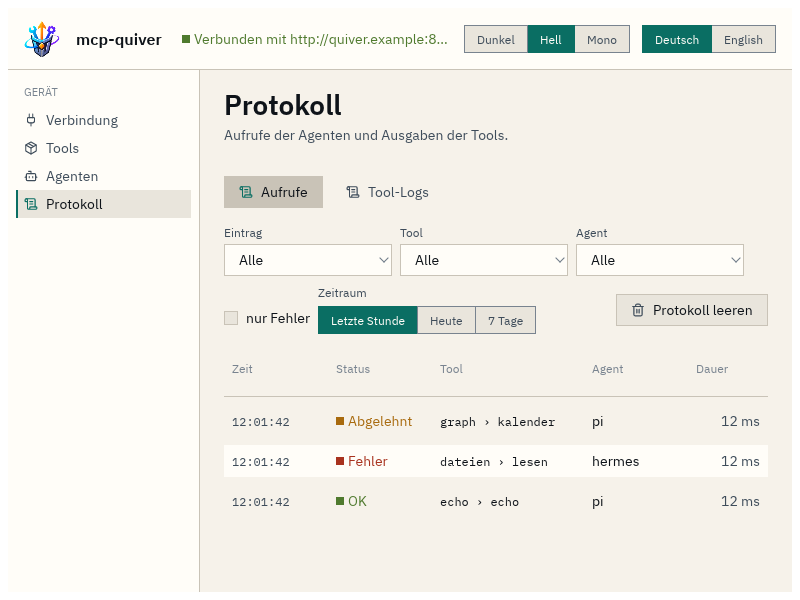 mcp-quiver
Verbunden mit http://quiver.example:8...
Dunkel Hell Mono
Deutsch English
GERÄT
Verbindung
Tools
Agenten
Protokoll
Protokoll
Aufrufe der Agenten und Ausgaben der Tools.
Aufrufe Tool-Logs
Eintrag Tool Agent
Alle Alle Alle
Zeitraum
nur Fehler Letzte Stunde Heute 7 Tage Protokoll leeren
Zeit Status Tool Agent Dauer
12:01:42 Abgelehnt graph › kalender pi 12 ms
12:01:42 Fehler dateien › lesen hermes 12 ms
12:01:42 OK echo › echo pi 12 ms